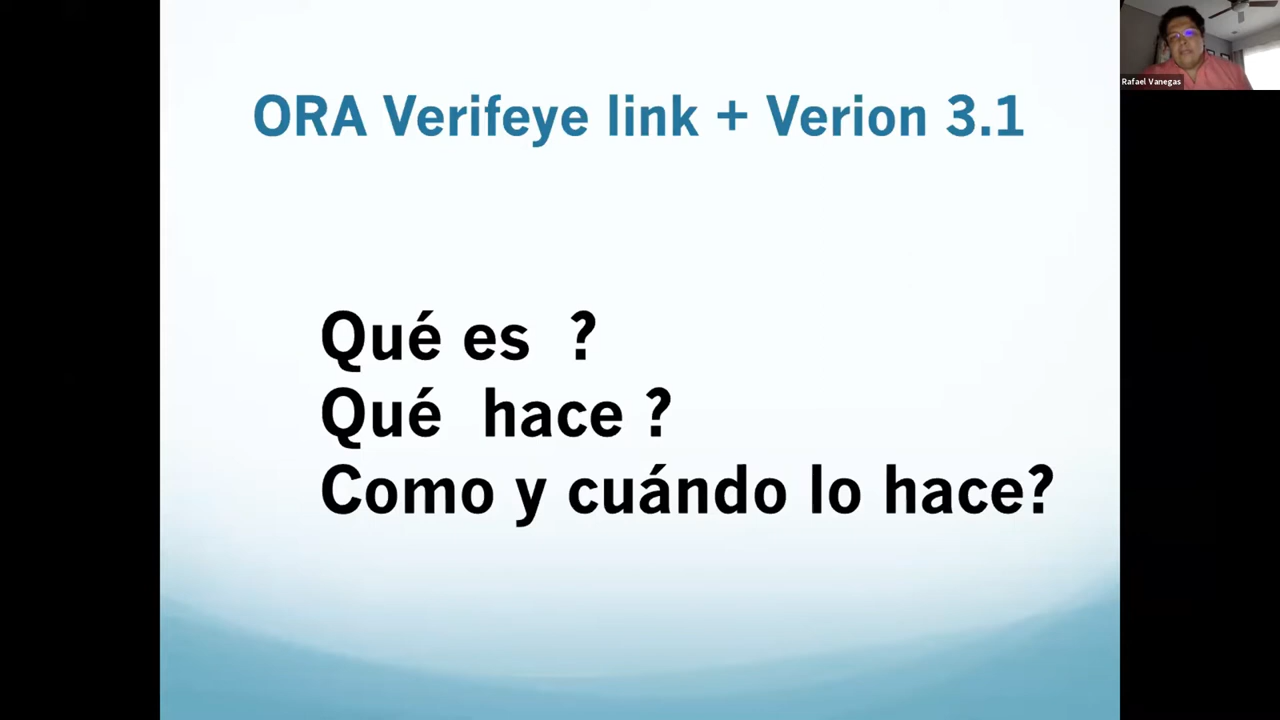 ORA Verifeye link + Verion 3.1
Rafael Vanegas
Qué es ?
Qué hace ?
Como y cuándo lo hace?